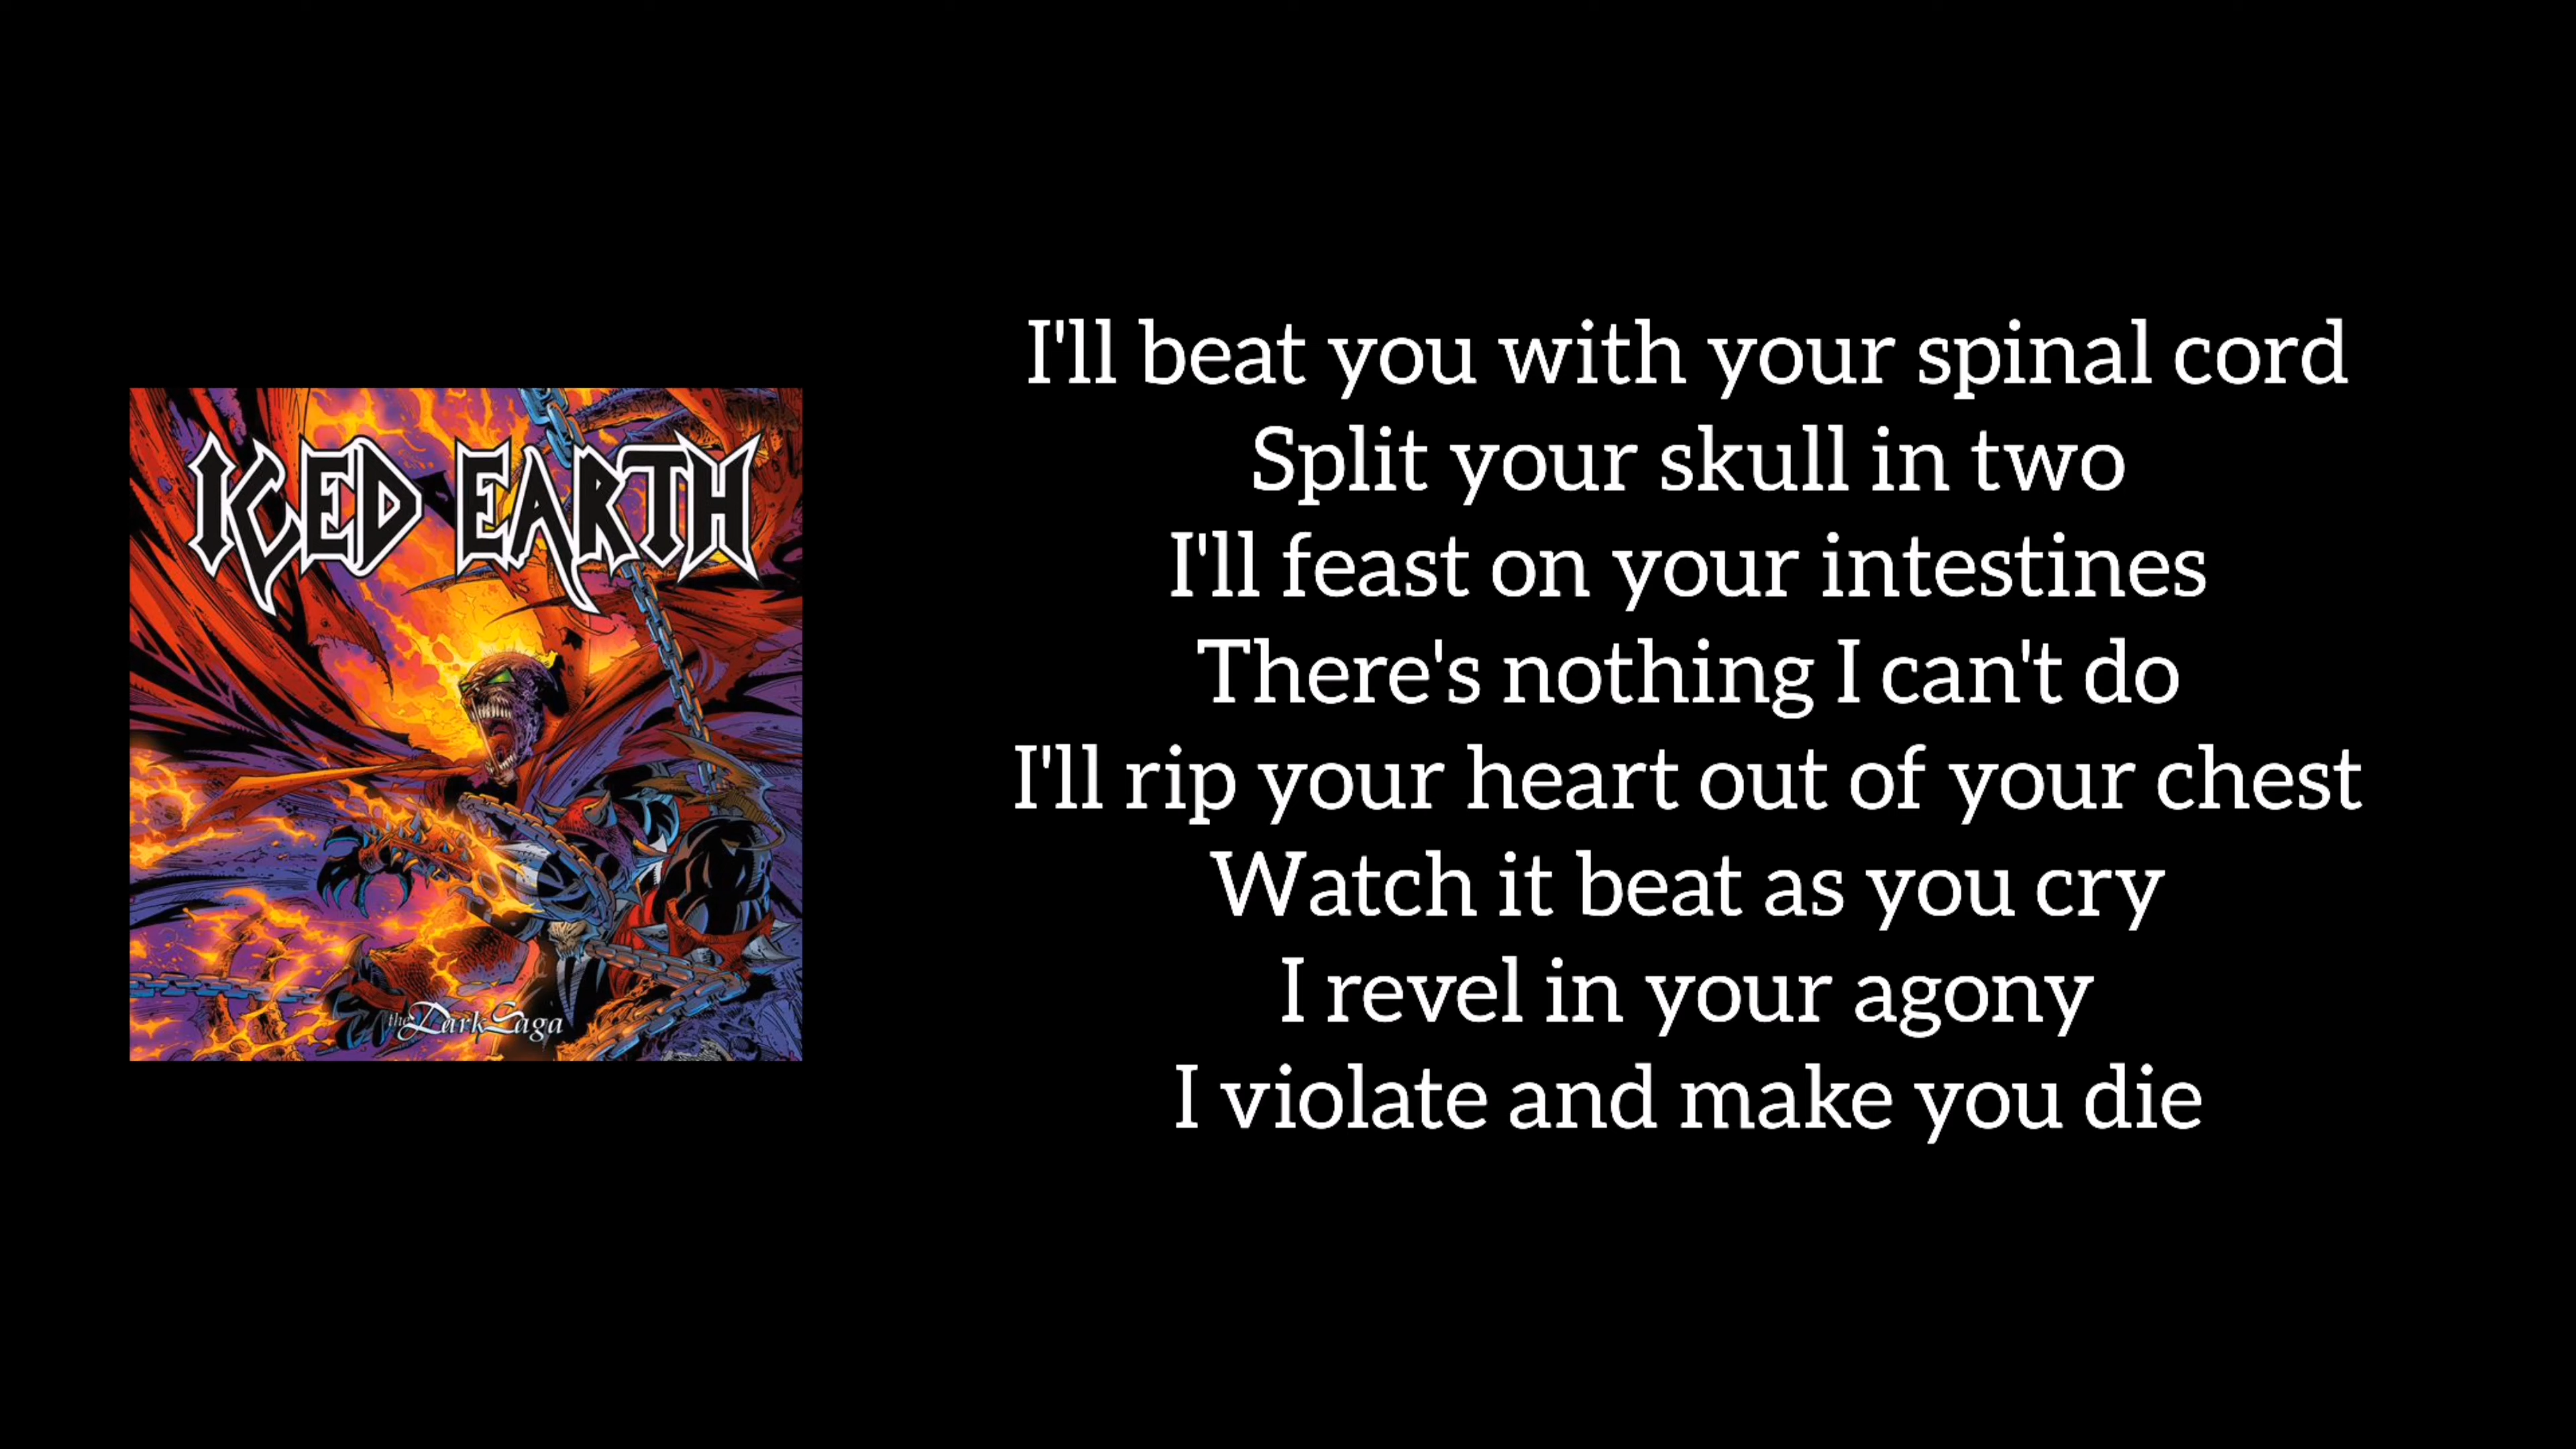 ICED EARTH
the Dark Saga
I'll beat you with your spinal cord
Split your skull in two
I'll feast on your intestines
There's nothing I can't do
I'll rip your heart out of your chest
Watch it beat as you cry
I revel in your agony
I violate and make you die